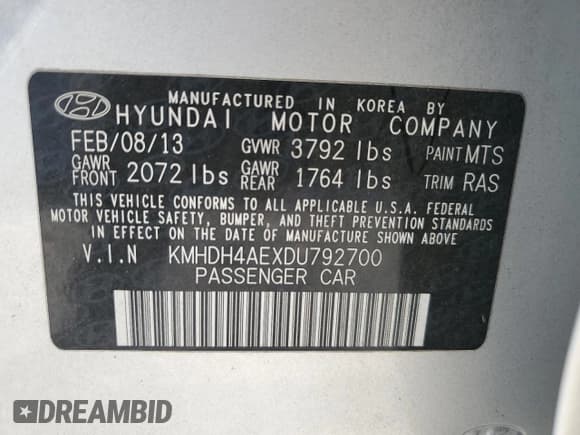 MANUFACTURED IN KOREA BY
HYUNDAI MOTOR COMPANY
FEB/08/13 GVWR 3792 lbs PAINT MTS
GAWR FRONT 2072 lbs GAWR REAR 1764 lbs TRIM RAS
THIS VEHICLE CONFORMS TO ALL APPLICABLE U.S.A. FEDERAL
MOTOR VEHICLE SAFETY, BUMPER, AND THEFT PREVENTION STANDARDS
IN EFFECT ON THE DATE OF MANUFACTURE SHOWN ABOVE.
V.I.N KMHDH4AEXDU792700
PASSENGER CAR
DREAMBID